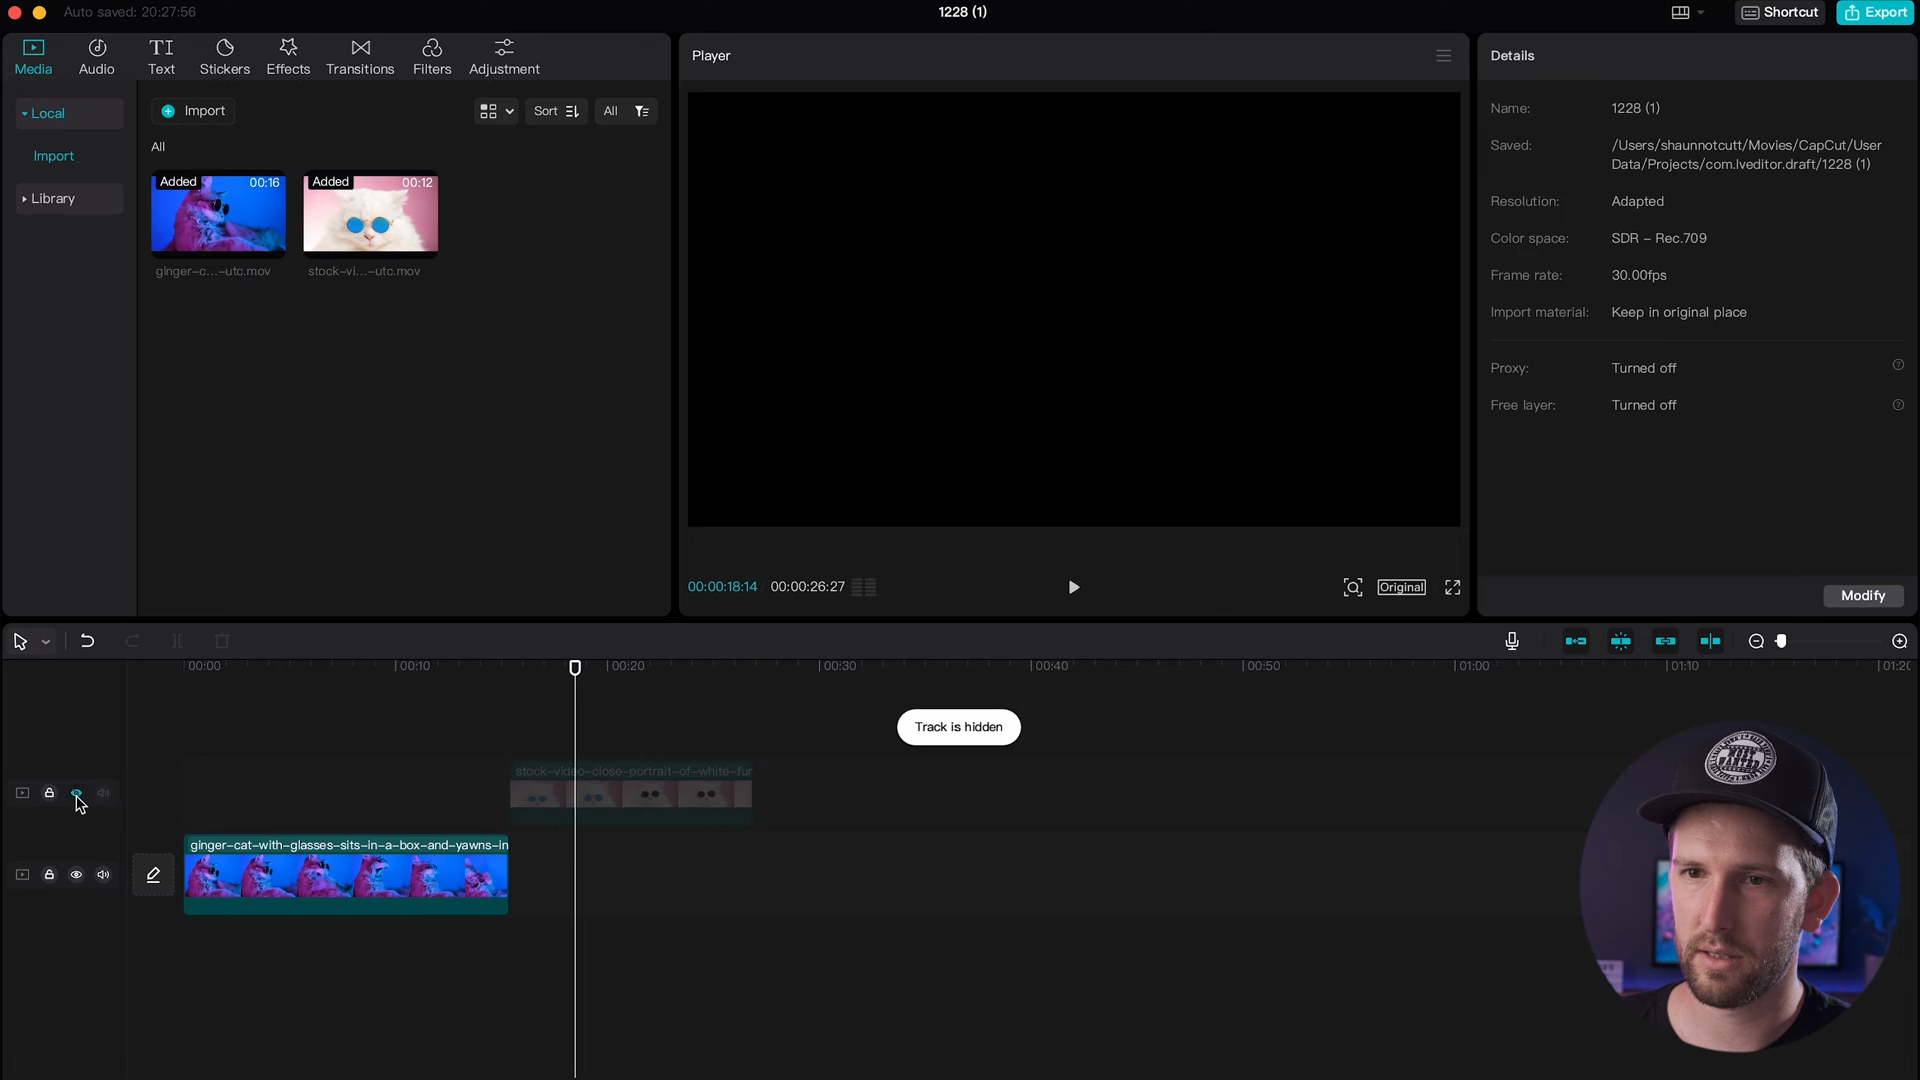 Auto saved: 20:27:56
1228 (1)
Shortcut
Export
Media
Audio
TI
Text
Stickers
Effects
Transitions
Filters
Adjustment
Local
Import
Library
Import
Sort
All
All
Added 00:16
ginger-c...-utc.mov
Added 00:12
stock-vi...-utc.mov
Player
00:00:18:14 / 00:00:26:27
Original
Details
Name: 1228 (1)
Saved: /Users/shaunnotcutt/Movies/CapCut/User
Data/Projects/com.lveditor.draft/1228 (1)
Resolution: Adapted
Color space: SDR – Rec.709
Frame rate: 30.00fps
Import material: Keep in original place
Proxy: Turned off
Free layer: Turned off
Modify
00:00 00:10 00:20 00:30 00:40 00:50 01:00 01:10 01:20
Track is hidden
stock-video-close-portrait-of-white-fur
ginger-cat-with-glasses-sits-in-a-box-and-yawns-in
MOST
WANTED